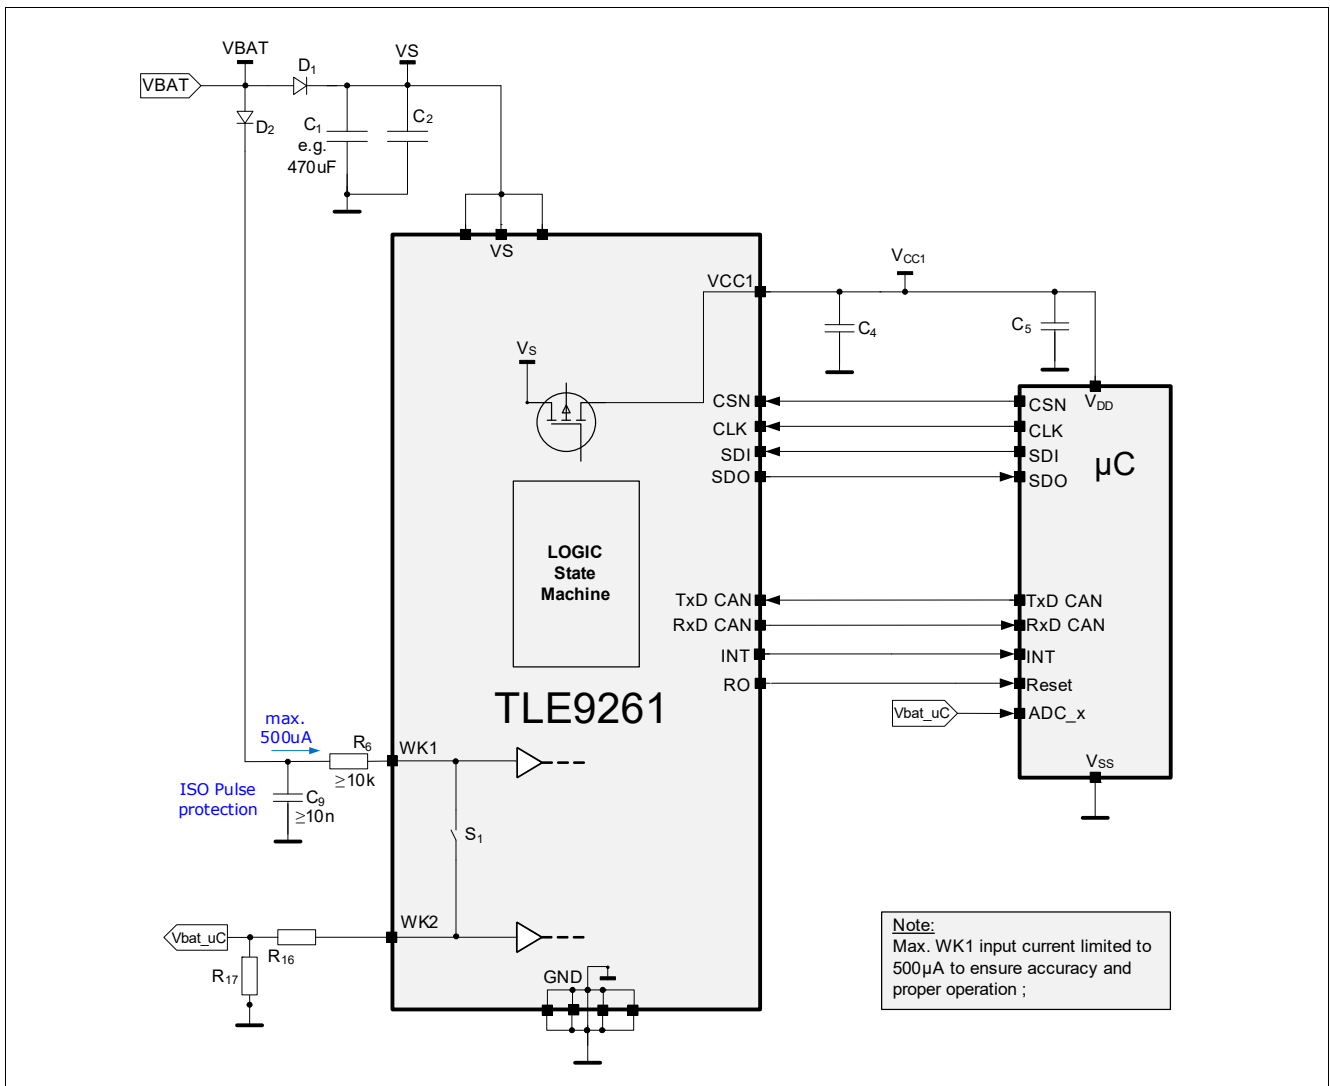 VBAT
VS
D1
VBAT
D2
C1
e.g.
470uF
C2
VS
VCC1
VCC1
C4
C5
VS
CSN
CLK
SDI
SDO
CSN
CLK
SDI
SDO
VDD
µC
LOGIC
State
Machine
TxD CAN
RxD CAN
INT
RO
TxD CAN
RxD CAN
INT
Reset
ADC_x
Vbat_uC
VSS
TLE9261
max.
500uA
R6
≥10k
WK1
ISO Pulse
protection
C9
≥10n
S1
WK2
Vbat_uC
R16
R17
GND
Note:
Max. WK1 input current limited to
500µA to ensure accuracy and
proper operation ;